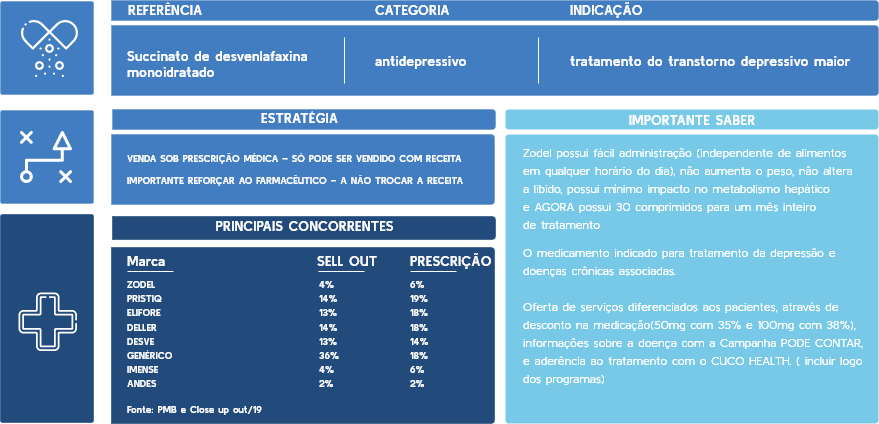 REFERÊNCIA
CATEGORIA
INDICAÇÃO
Succinato de desvenlafaxina
monoidratado
antidepressivo
tratamento do transtorno depressivo maior
ESTRATÉGIA
VENDA SOB PRESCRIÇÃO MÉDICA – SÓ PODE SER VENDIDO COM RECEITA
IMPORTANTE REFORÇAR AO FARMACÊUTICO – A NÃO TROCAR A RECEITA
PRINCIPAIS CONCORRENTES
Marca SELL OUT PRESCRIÇÃO
ZODEL 4% 6%
PRISTIQ 14% 19%
ELIFORE 13% 18%
DELLER 14% 18%
DESVE 13% 14%
GENÉRICO 36% 18%
IMENSE 4% 6%
ANDES 2% 2%
Fonte: PMB e Close up out/19
IMPORTANTE SABER
Zodel possui fácil administração (independente de alimentos
em qualquer horário do dia), não aumenta o peso, não altera
a libido, possui mínimo impacto no metabolismo hepático
e AGORA possui 30 comprimidos para um mês inteiro
de tratamento
O medicamento indicado para tratamento da depressão e
doenças crônicas associadas.
Oferta de serviços diferenciados aos pacientes, através de
desconto na medicação(50mg com 35% e 100mg com 38%),
informações sobre a doença com a Campanha PODE CONTAR,
e aderência ao tratamento com o CUCO HEALTH. ( incluir logo
dos programas)